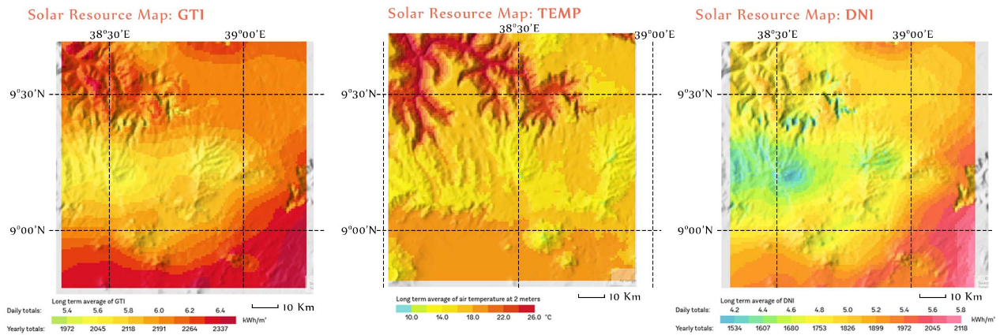 Solar Resource Map: GTI
38°30'E 39°00'E
9°30'N
9°00'N
10 Km
Long term average of GTI
Daily totals: 5.4 5.6 5.8 6.0 6.2 6.4
kWh/m²
Yearly totals: 1972 2045 2118 2191 2264 2337
Solar Resource Map: TEMP
38°30'E 39°00'E
9°30'N
9°00'N
10 Km
Long term average of air temperature at 2 meters
10.0 14.0 18.0 22.0 26.0 °C
Solar Resource Map: DNI
38°30'E 39°00'E
9°30'N
9°00'N
10 Km
Long term average of DNI
Daily totals: 4.2 4.4 4.6 4.8 5.0 5.2 5.4 5.6 5.8
kWh/m²
Yearly totals: 1534 1607 1680 1753 1826 1899 1972 2045 2118